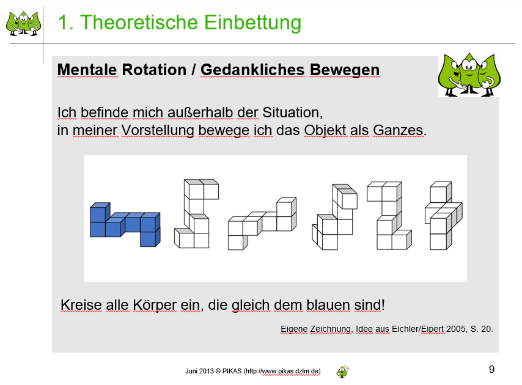 1. Theoretische Einbettung
Mentale Rotation / Gedankliches Bewegen
Ich befinde mich außerhalb der Situation,
in meiner Vorstellung bewege ich das Objekt als Ganzes.
Kreise alle Körper ein, die gleich dem blauen sind!
Eigene Zeichnung, Idee aus Eichler/Eipert 2005, S. 20.
Juni 2013 © PIKAS (http://www.pikas.dzlm.de)
9